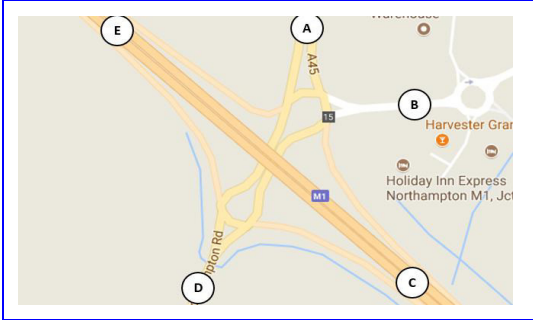 Warehouse
A
E
A45
B
15
Harvester Gran
Holiday Inn Express
Northampton M1, Jct
M1
pton Rd
C
D